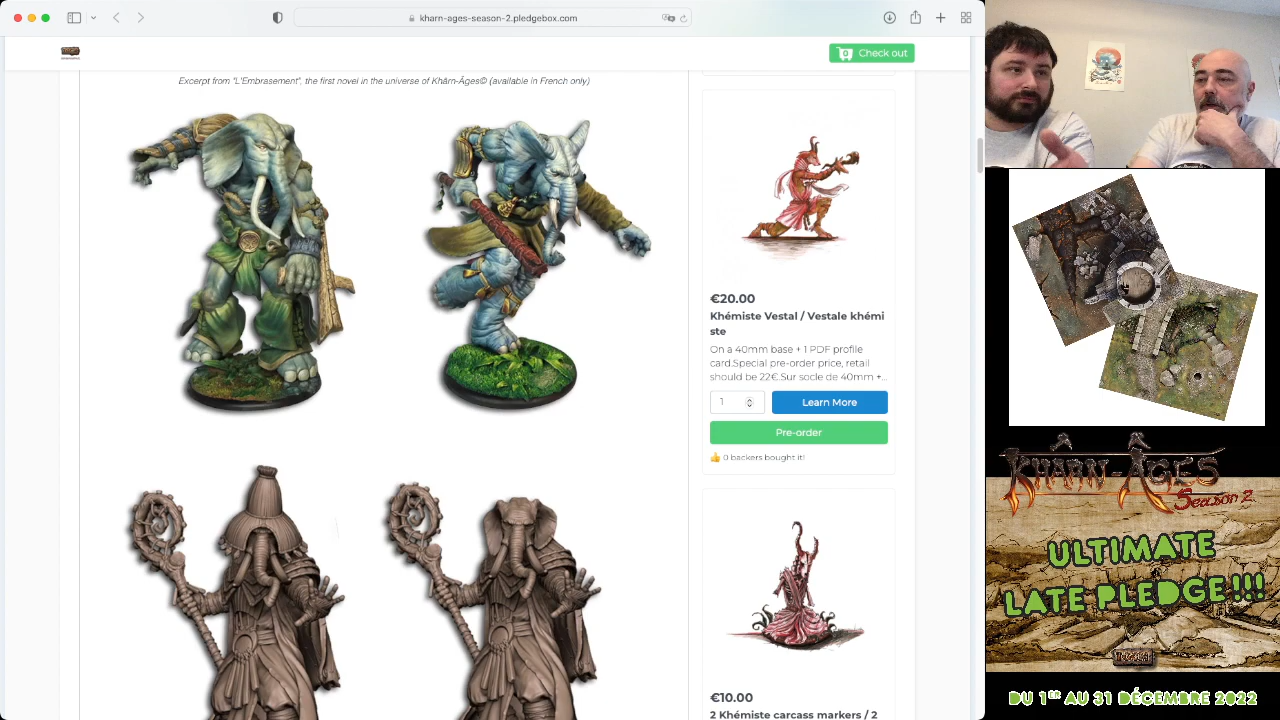 kharn-ages-season-2.pledgebox.com
0
Check out
Excerpt from "L'Embrasement", the first novel in the universe of Khârn-Âges© (available in French only)
€20.00
Khémiste Vestal / Vestale khémi
ste
On a 40mm base + 1 PDF profile
card.Special pre-order price, retail
should be 22€.Sur socle de 40mm +...
1
Learn More
Pre-order
👍 0 backers bought it!
€10.00
2 Khémiste carcass markers / 2
KHÂRN-ÂGES
Season 2
ULTIMATE
LATE PLEDGE !!!
DU 1ER AU 31 DÉCEMBRE 2022